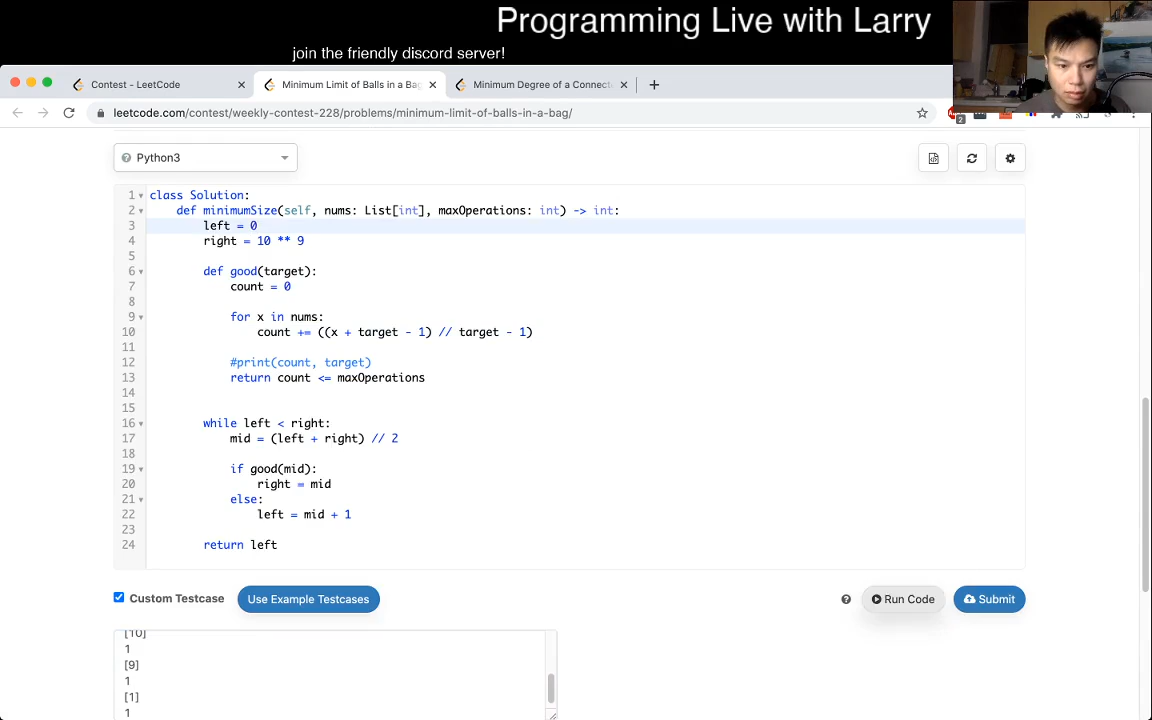 Programming Live with Larry
join the friendly discord server!
Contest - LeetCode
Minimum Limit of Balls in a Bag
Minimum Degree of a Connect
leetcode.com/contest/weekly-contest-228/problems/minimum-limit-of-balls-in-a-bag/
2
Python3
1 class Solution:
2 def minimumSize(self, nums: List[int], maxOperations: int) -> int:
3 left = 0
4 right = 10 ** 9
5
6 def good(target):
7 count = 0
8
9 for x in nums:
10 count += ((x + target - 1) // target - 1)
11
12 #print(count, target)
13 return count <= maxOperations
14
15
16 while left < right:
17 mid = (left + right) // 2
18
19 if good(mid):
20 right = mid
21 else:
22 left = mid + 1
23
24 return left
Custom Testcase
Use Example Testcases
Run Code
Submit
[10]
1
[9]
1
[1]
1